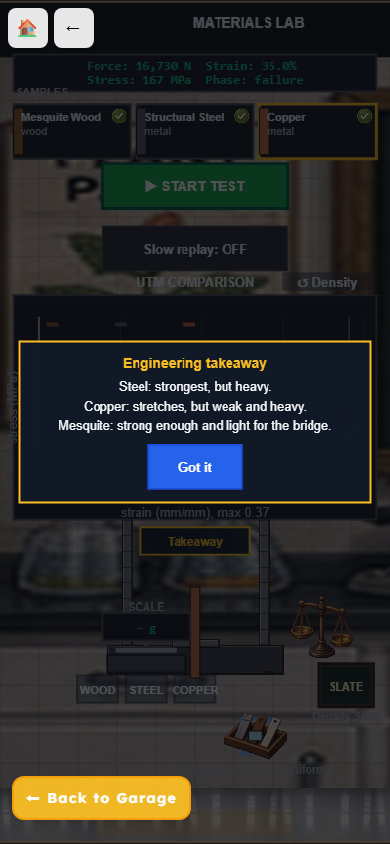 MATERIALS LAB
Force: 16,730 N Strain: 35.0%
Stress: 167 MPa Phase: failure
SAMPLES
Mesquite Wood
wood
Structural Steel
metal
Copper
metal
▶ START TEST
Slow replay: OFF
UTM COMPARISON
↺ Density
Engineering takeaway
Steel: strongest, but heavy.
Copper: stretches, but weak and heavy.
Mesquite: strong enough and light for the bridge.
Got it
stress (MPa)
strain (mm/mm), max 0.37
Takeaway
SCALE
- g
WOOD
STEEL
COPPER
SLATE
← Back to Garage